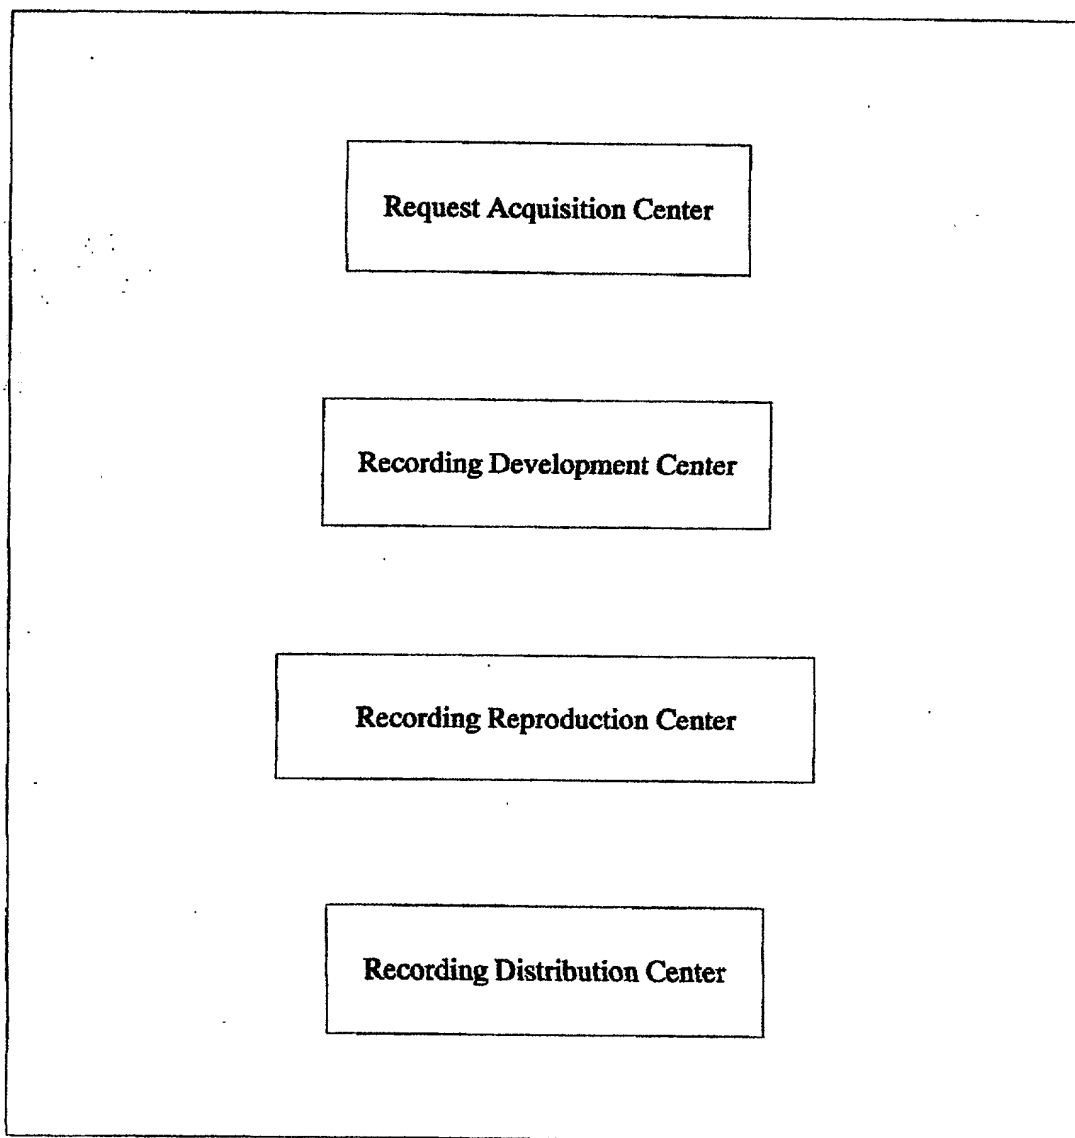 Request Acquisition Center
Recording Development Center
Recording Reproduction Center
Recording Distribution Center